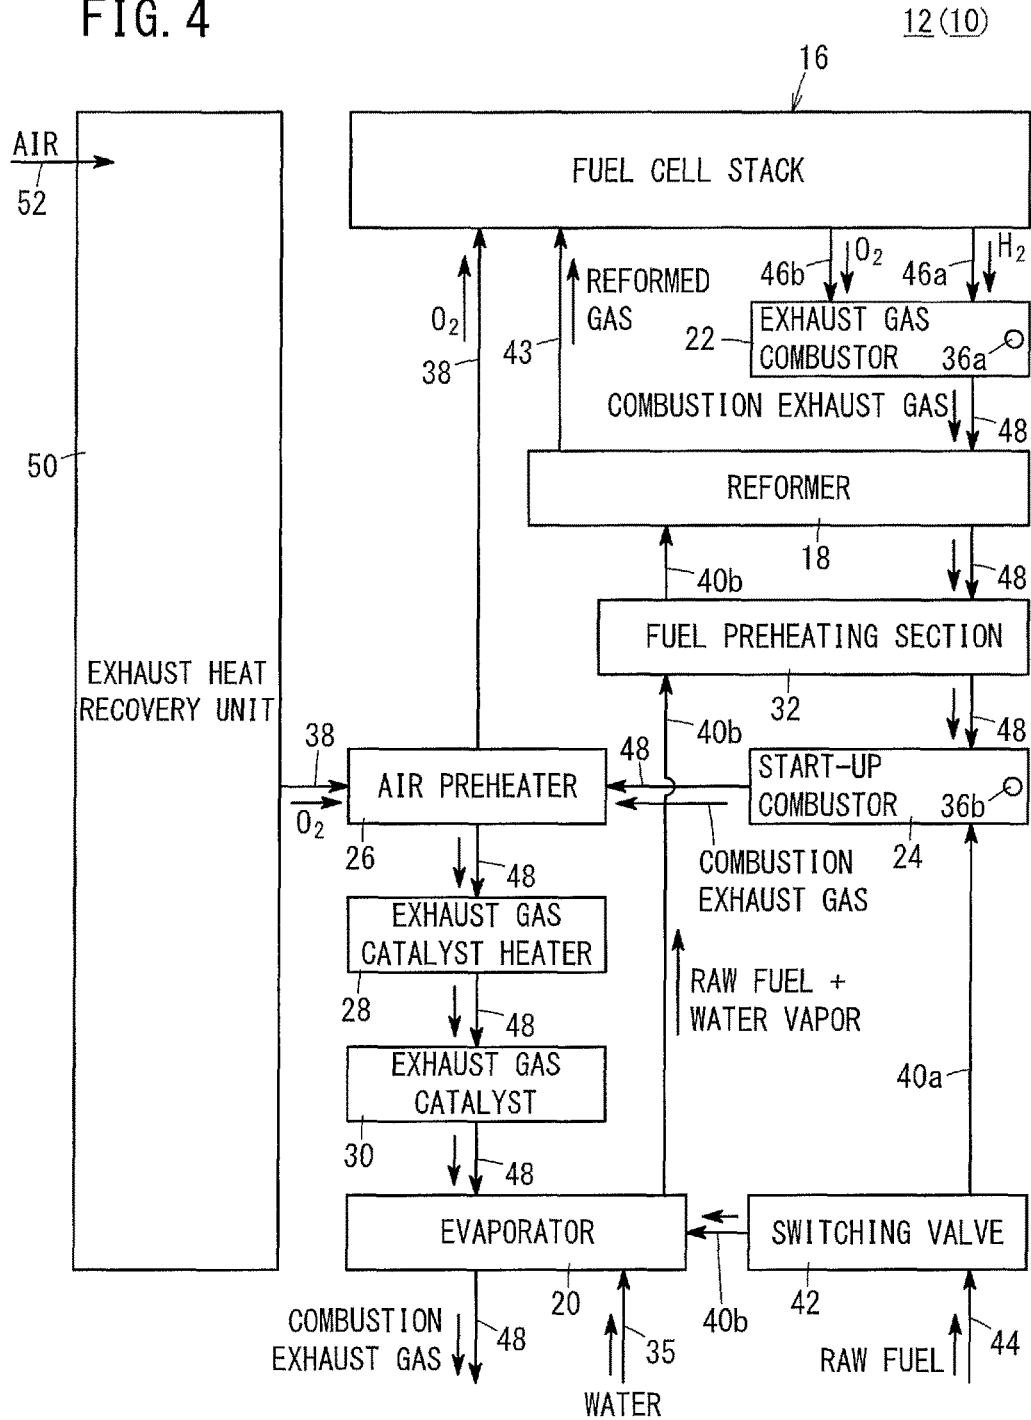 FIG. 4
12(10)
16
AIR
52
FUEL CELL STACK
O2
38
43
REFORMED
GAS
46b
O2
46a
H2
22
EXHAUST GAS
COMBUSTOR
36a
COMBUSTION EXHAUST GAS
48
50
REFORMER
18
40b
48
FUEL PREHEATING SECTION
32
40b
48
EXHAUST HEAT
RECOVERY UNIT
38
O2
AIR PREHEATER
26
48
START-UP
COMBUSTOR
36b
24
COMBUSTION
EXHAUST GAS
48
EXHAUST GAS
CATALYST HEATER
28
48
RAW FUEL +
WATER VAPOR
EXHAUST GAS
CATALYST
30
48
40a
EVAPORATOR
20
SWITCHING VALVE
42
40b
COMBUSTION
EXHAUST GAS
48
35
WATER
RAW FUEL
44